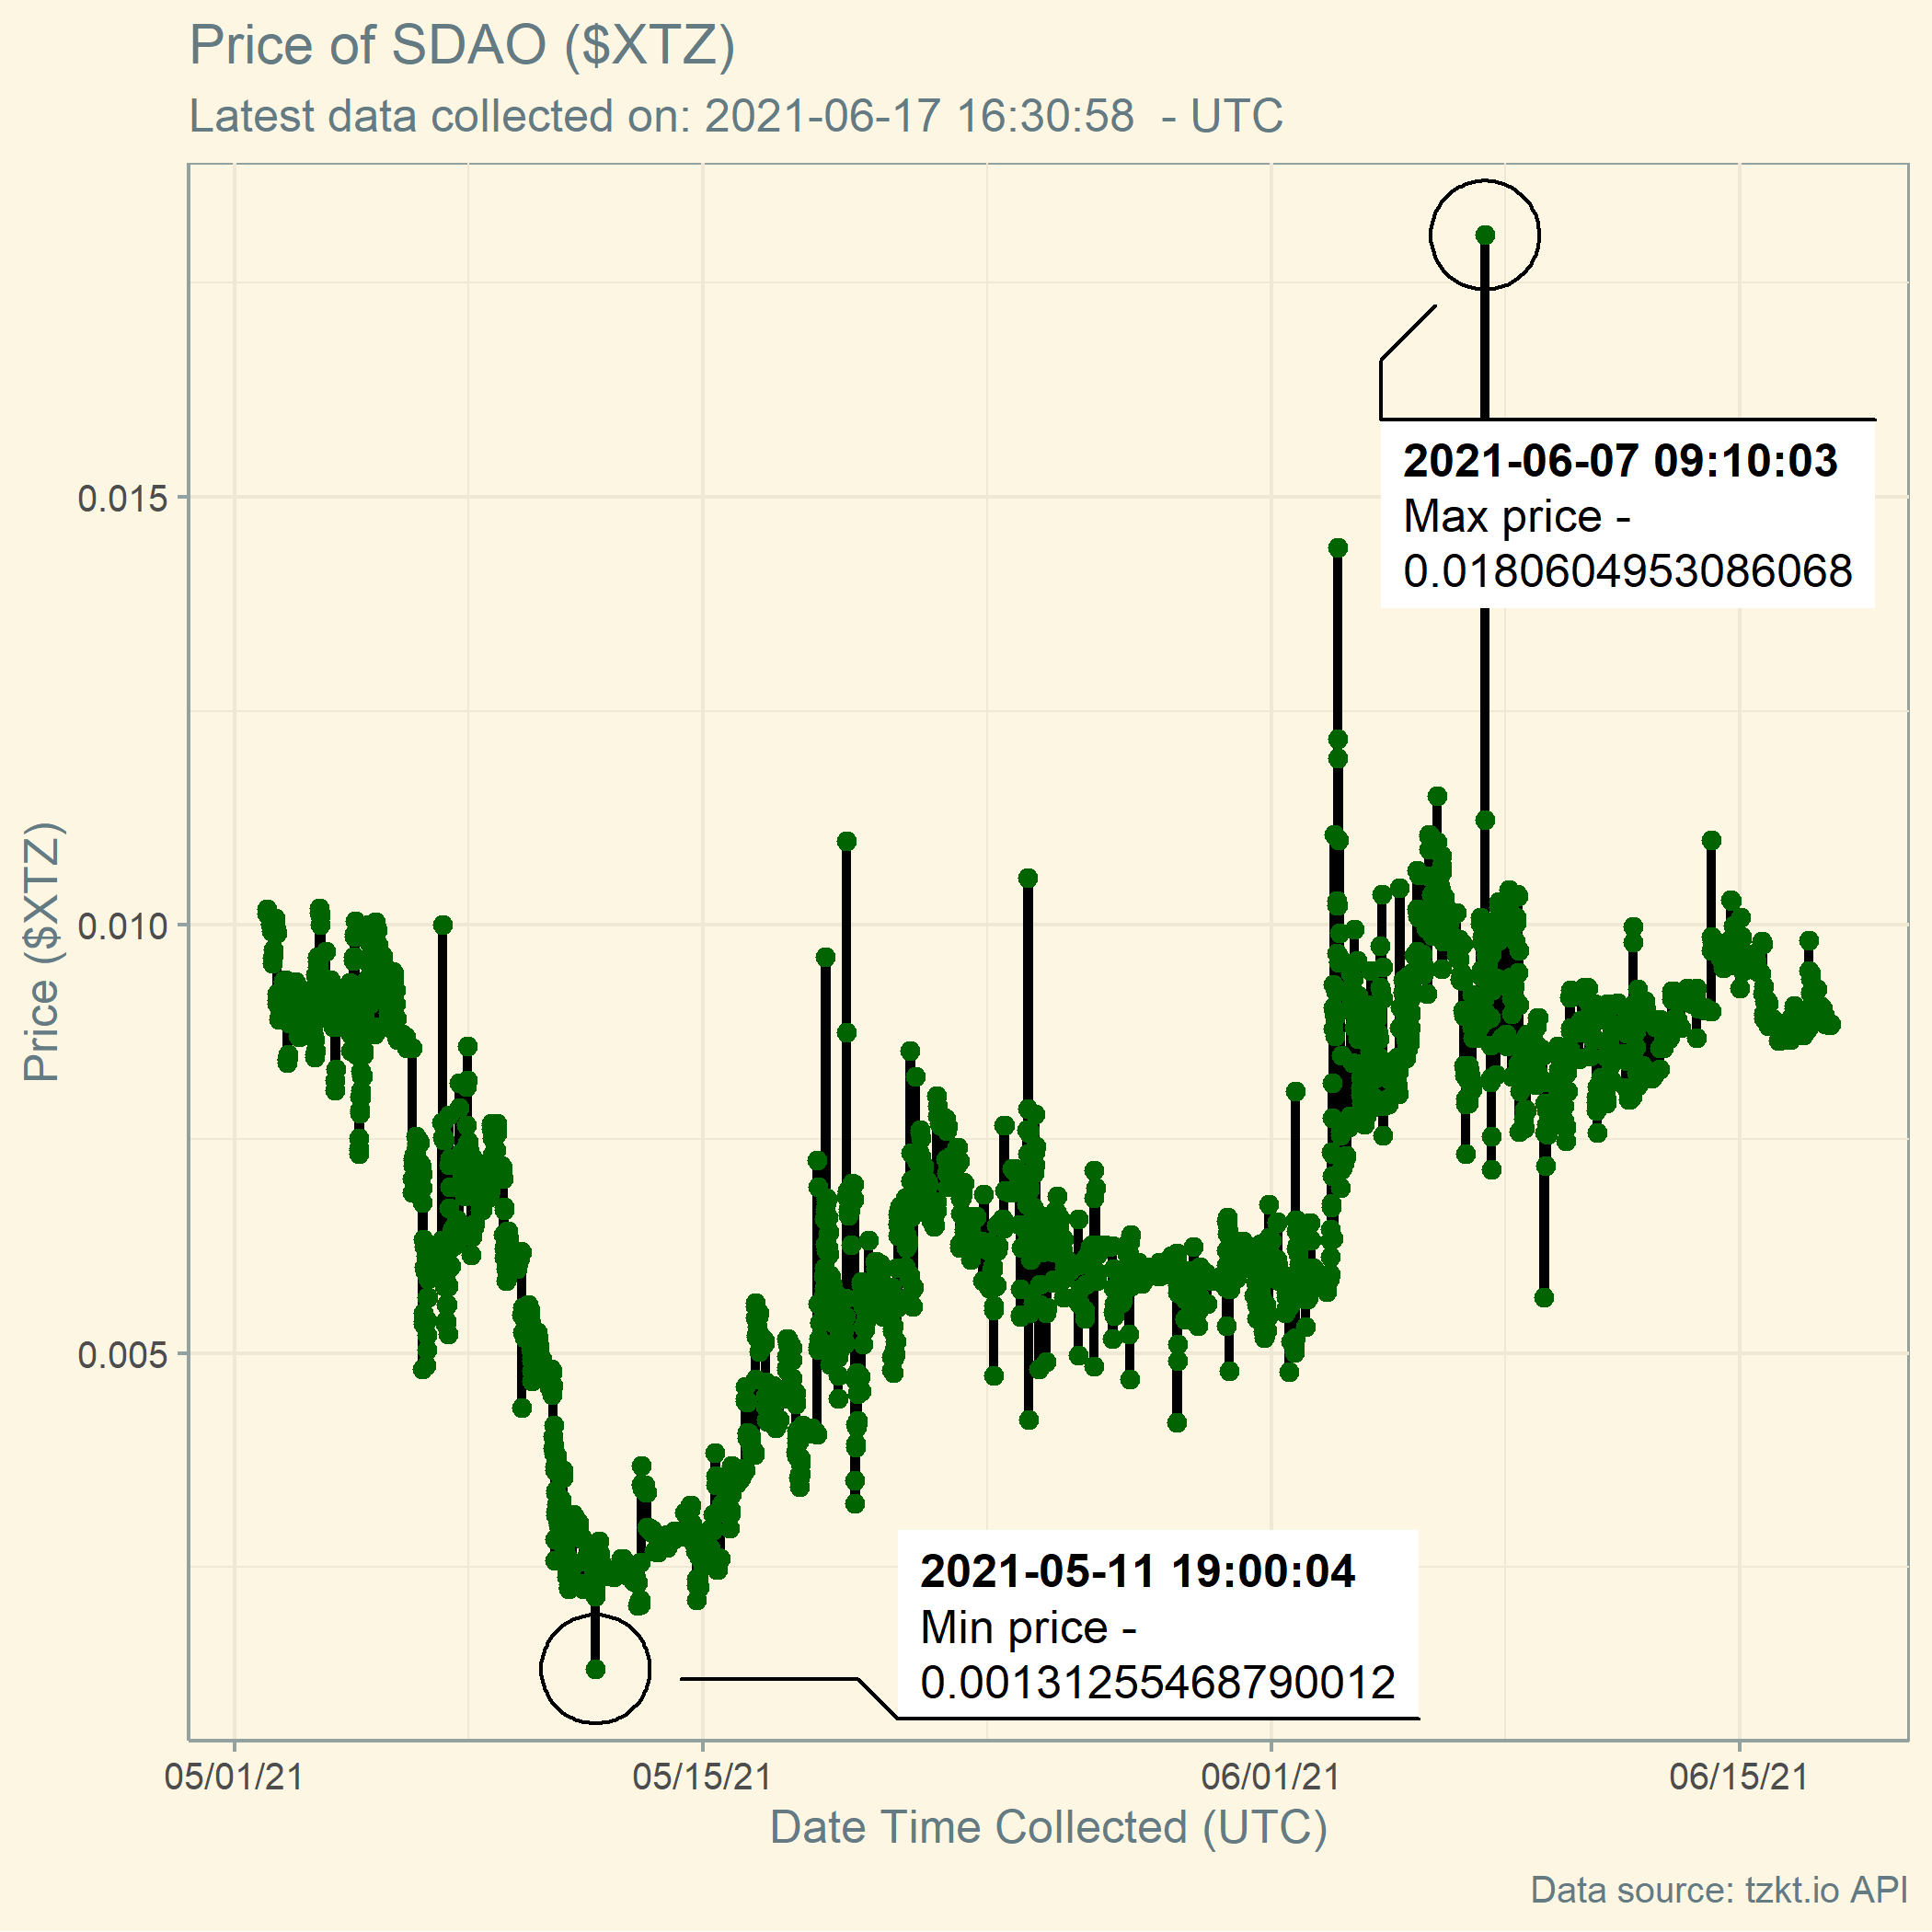 Price of SDAO ($XTZ)
Latest data collected on: 2021-06-17 16:30:58  - UTC
2021-06-07 09:10:03
Max price -
0.0180604953086068
0.015
0.010
0.005
Price ($XTZ)
2021-05-11 19:00:04
Min price -
0.00131255468790012
05/01/21
05/15/21
06/01/21
06/15/21
Date Time Collected (UTC)
Data source: tzkt.io API